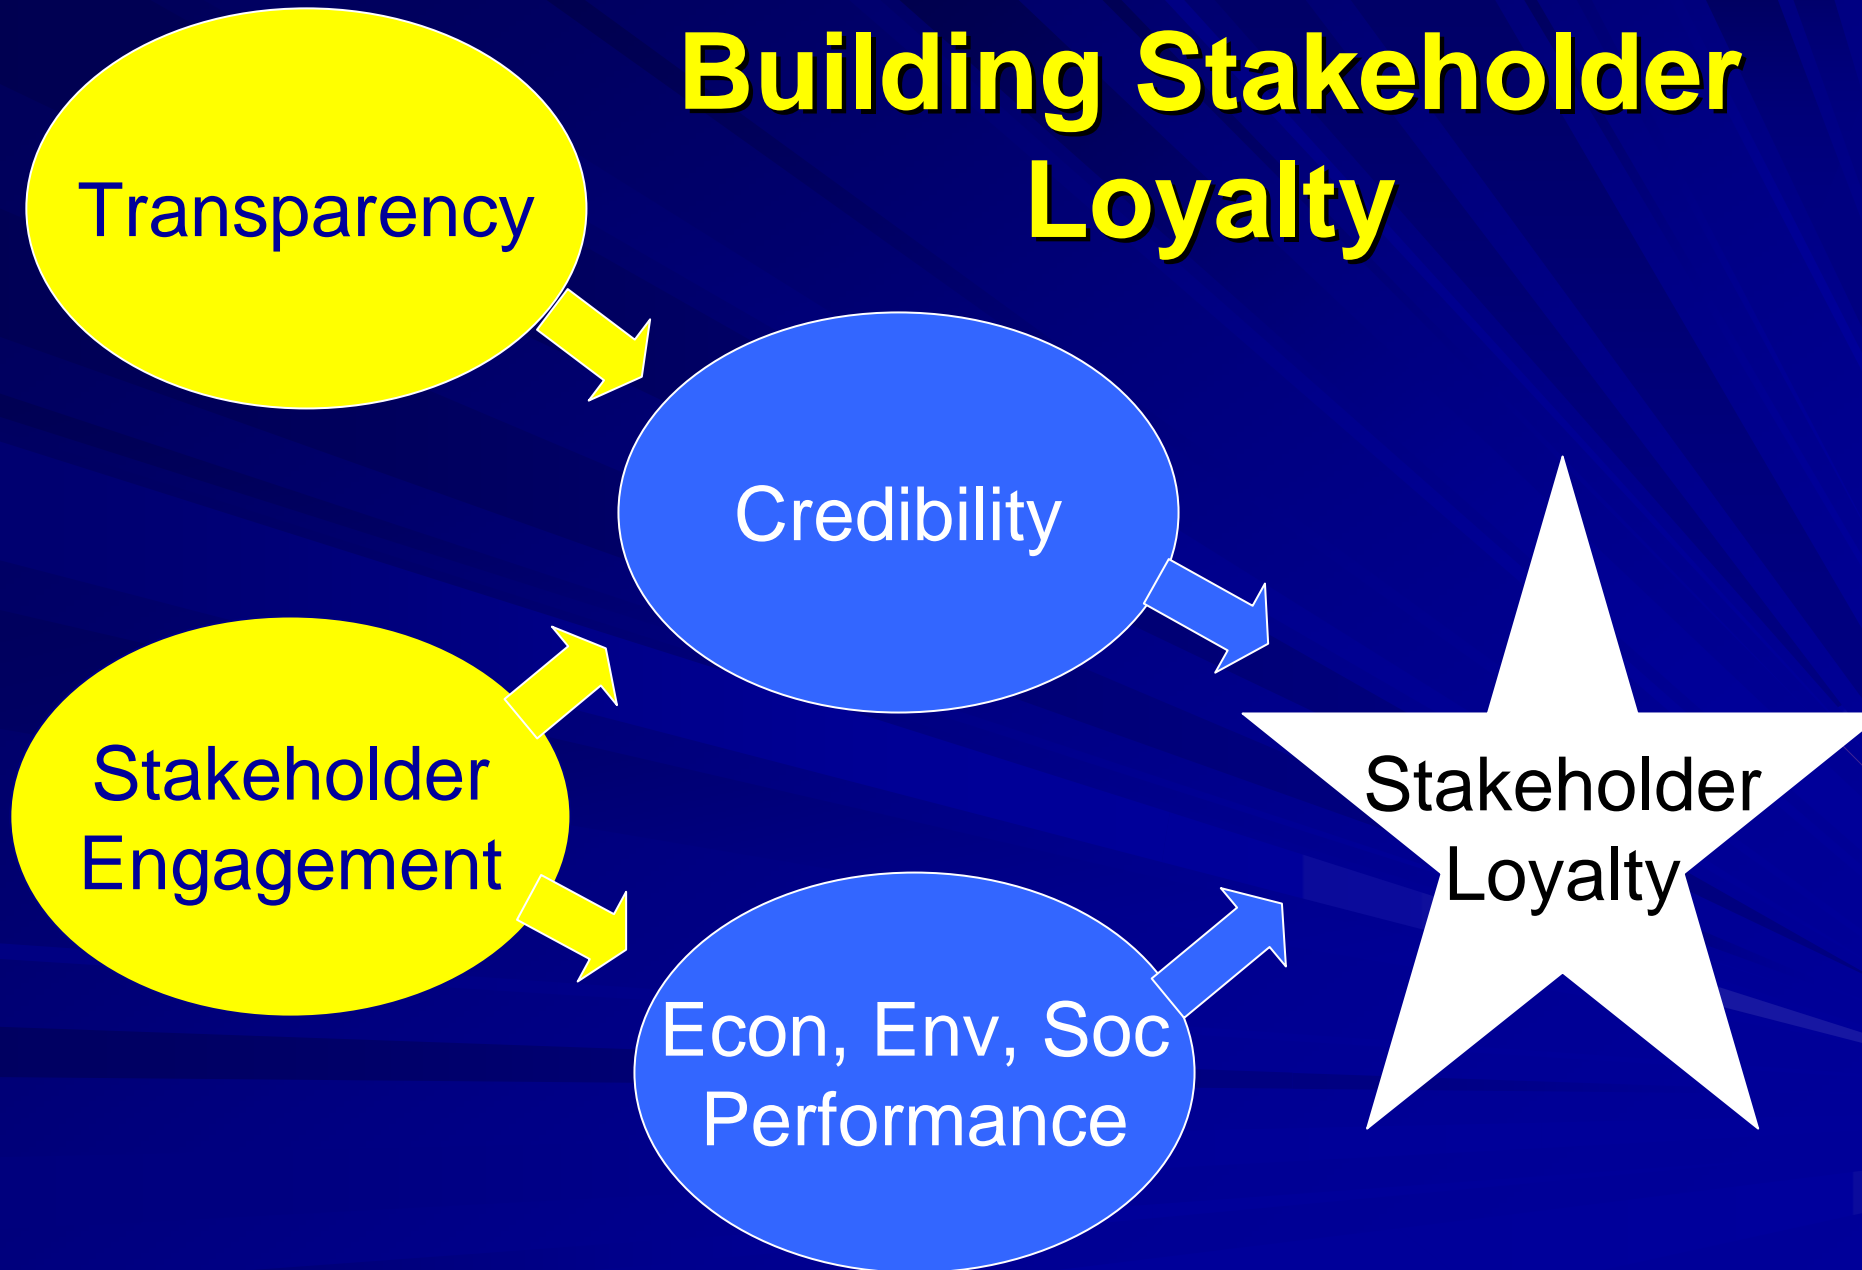 Building Stakeholder
Loyalty
Transparency
Credibility
Stakeholder
Engagement
Econ, Env, Soc
Performance
Stakeholder
Loyalty